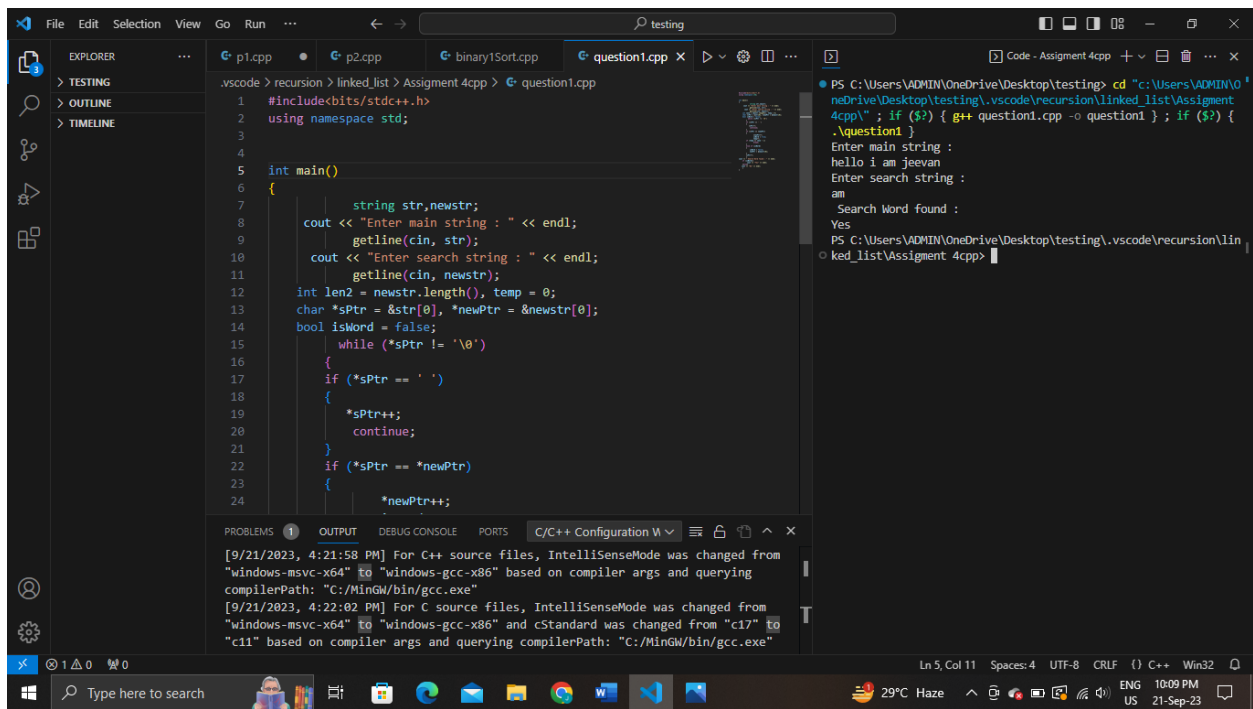 File Edit Selection View Go Run ··· ← → testing
EXPLORER ···
> TESTING
> OUTLINE
> TIMELINE
p1.cpp ● p2.cpp binary1Sort.cpp question1.cpp ×
.vscode > recursion > linked_list > Assigment 4cpp > question1.cpp
1 #include<bits/stdc++.h>
2 using namespace std;
3
4
5 int main()
6 {
7 string str,newstr;
8 cout << "Enter main string : " << endl;
9 getline(cin, str);
10 cout << "Enter search string : " << endl;
11 getline(cin, newstr);
12 int len2 = newstr.length(), temp = 0;
13 char *sPtr = &str[0], *newPtr = &newstr[0];
14 bool isWord = false;
15 while (*sPtr != '\0')
16 {
17 if (*sPtr == ' ')
18 {
19 *sPtr++;
20 continue;
21 }
22 if (*sPtr == *newPtr)
23 {
24 *newPtr++;
Code - Assigment 4cpp
PS C:\Users\ADMIN\OneDrive\Desktop\testing> cd "c:\Users\ADMIN\O
neDrive\Desktop\testing\.vscode\recursion\linked_list\Assigment
4cpp\" ; if ($?) { g++ question1.cpp -o question1 } ; if ($?) {
.\question1 }
Enter main string :
hello i am jeevan
Enter search string :
am
Search Word found :
Yes
PS C:\Users\ADMIN\OneDrive\Desktop\testing\.vscode\recursion\lin
ked_list\Assigment 4cpp>
PROBLEMS 1 OUTPUT DEBUG CONSOLE PORTS C/C++ Configuration W
[9/21/2023, 4:21:58 PM] For C++ source files, IntelliSenseMode was changed from
"windows-msvc-x64" to "windows-gcc-x86" based on compiler args and querying
compilerPath: "C:/MinGW/bin/gcc.exe"
[9/21/2023, 4:22:02 PM] For C source files, IntelliSenseMode was changed from
"windows-msvc-x64" to "windows-gcc-x86" and cStandard was changed from "c17" to
"c11" based on compiler args and querying compilerPath: "C:/MinGW/bin/gcc.exe"
3
1 0 0 Ln 5, Col 11 Spaces: 4 UTF-8 CRLF {} C++ Win32
Type here to search 29°C Haze ENG US 10:09 PM 21-Sep-23